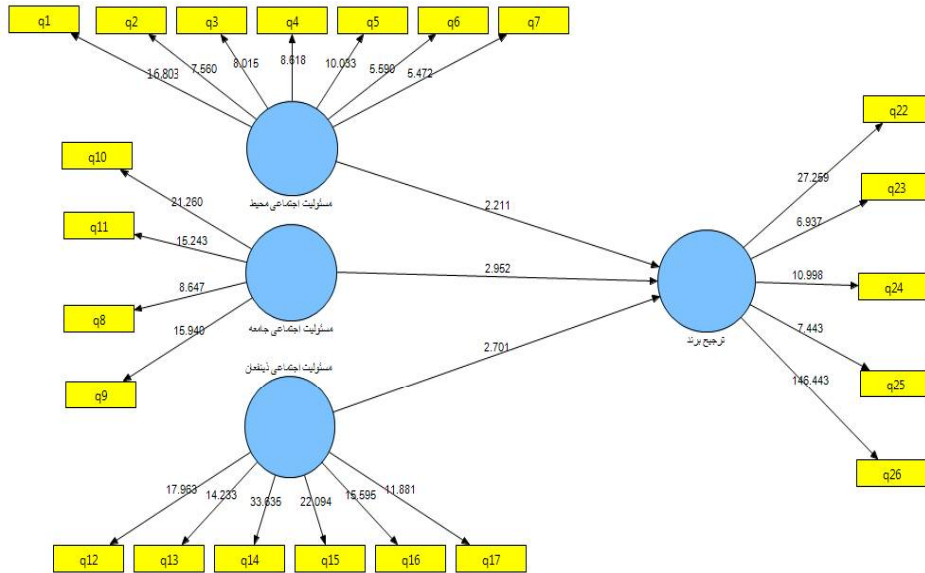 q1
q2
q3
q4
q5
q6
q7
16.803
7.560
8.015
8.618
10.033
5.590
5.472
مسئولیت اجتماعی محیط
q10
q11
q8
q9
21.260
15.243
8.647
15.940
مسئولیت اجتماعی جامعه
مسئولیت اجتماعی ذینفعان
17.963
14.233
33.635
22.094
15.595
11.881
q12
q13
q14
q15
q16
q17
2.211
2.952
2.701
ترجیح برند
27.259
6.937
10.998
7.443
146.443
q22
q23
q24
q25
q26